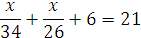 x/34 + x/26 + 6 = 21